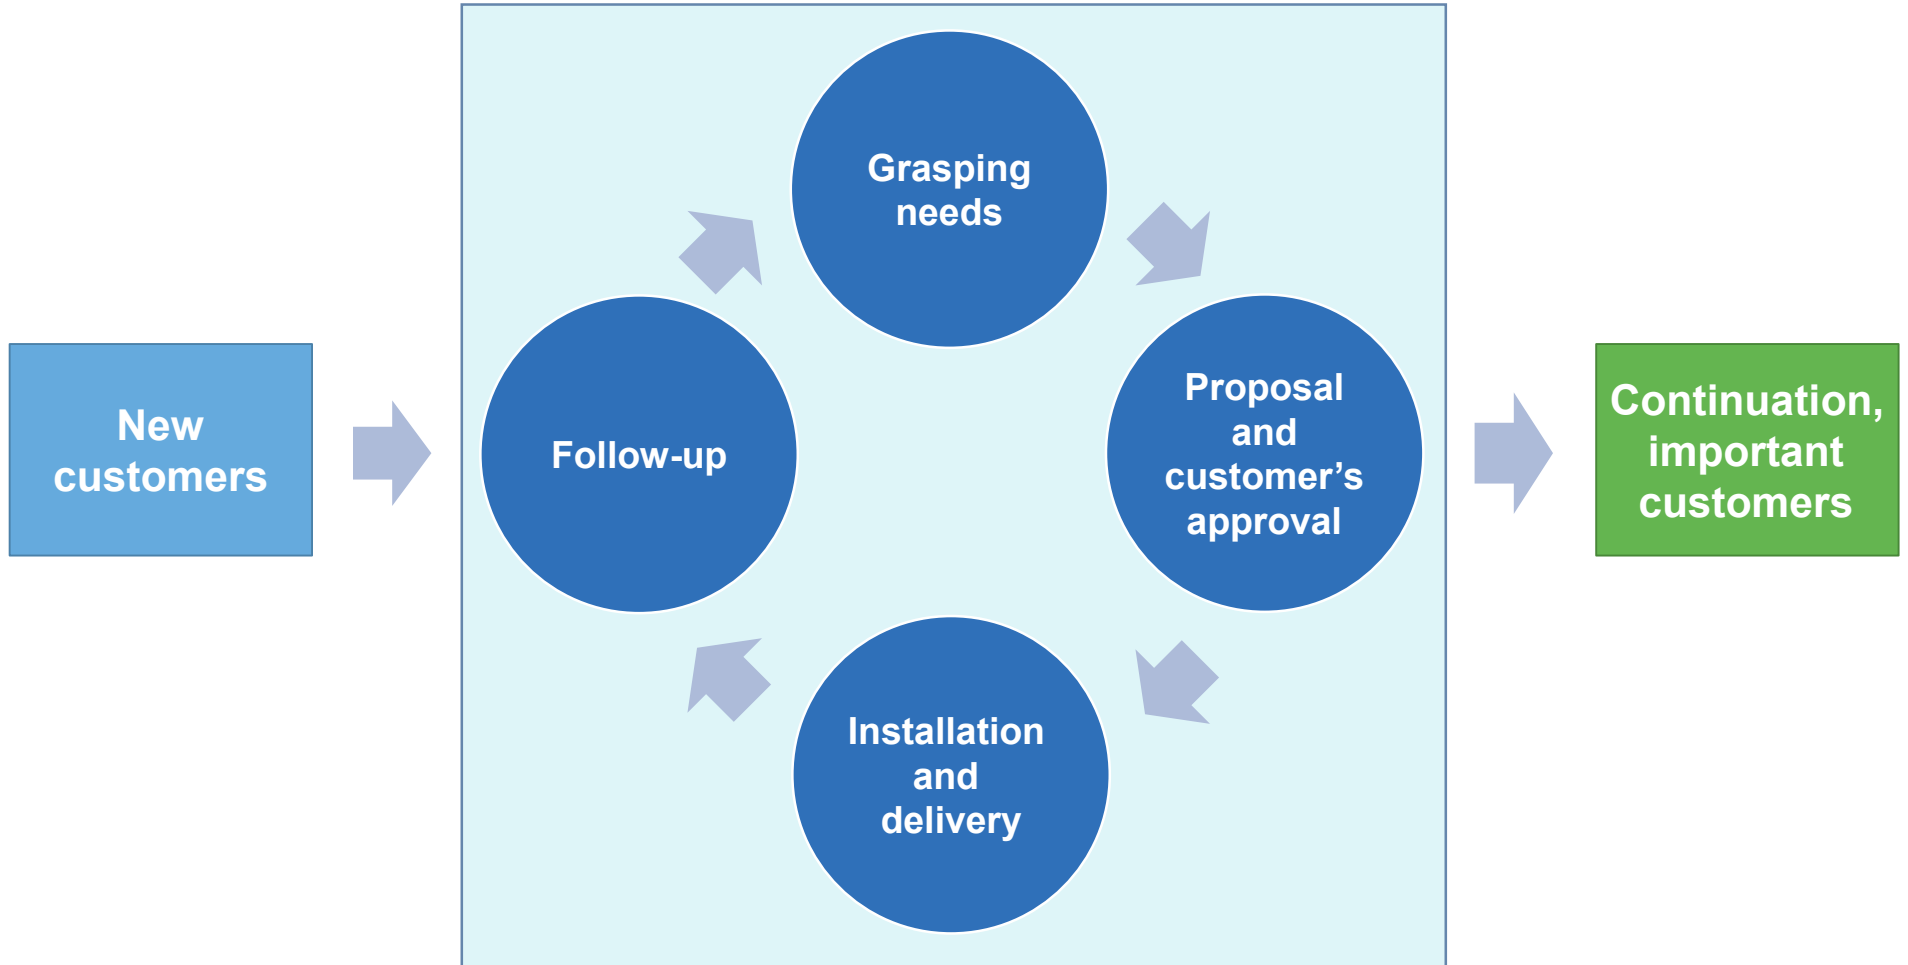 New
customers
Grasping
needs
Follow-up
Proposal
and
customer’s
approval
Installation
and
delivery
Continuation,
important
customers